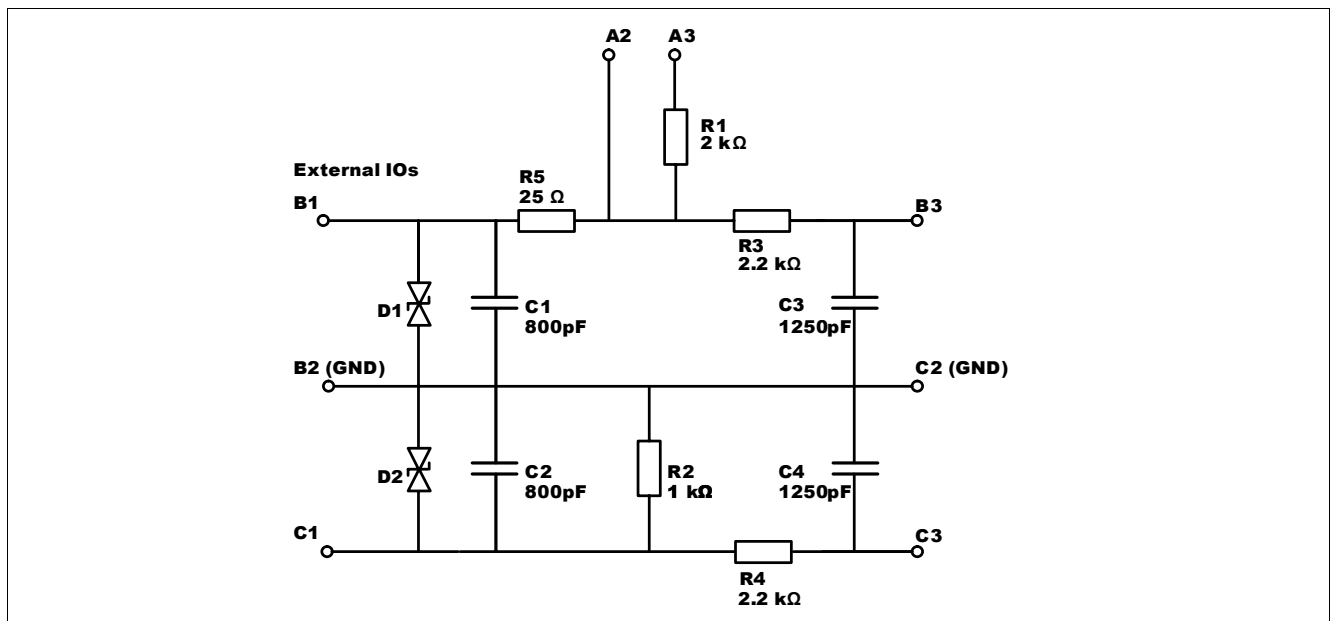 A2
A3
R1
2 kΩ
External IOs
B1
R5
25 Ω
B3
R3
2.2 kΩ
D1
C1
800pF
C3
1250pF
B2 (GND)
C2 (GND)
D2
C2
800pF
R2
1 kΩ
C4
1250pF
C1
C3
R4
2.2 kΩ